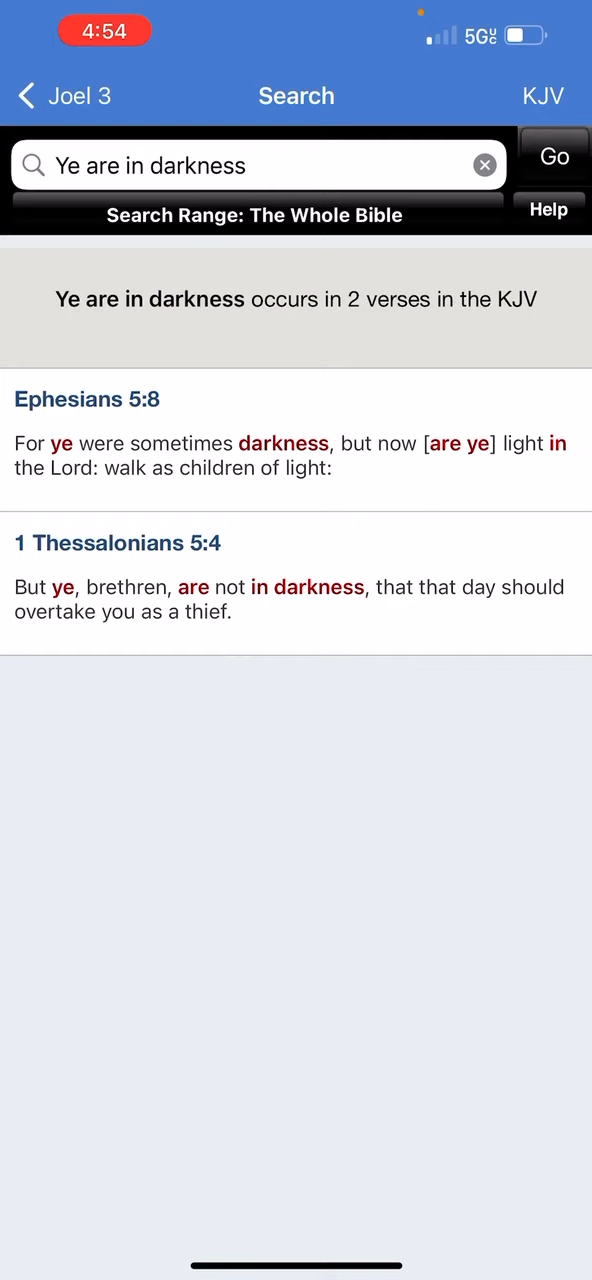 4:54
5G
Joel 3
Search
KJV
Ye are in darkness
Go
Search Range: The Whole Bible
Help
Ye are in darkness occurs in 2 verses in the KJV
Ephesians 5:8
For ye were sometimes darkness, but now [are ye] light in
the Lord: walk as children of light:
1 Thessalonians 5:4
But ye, brethren, are not in darkness, that that day should
overtake you as a thief.